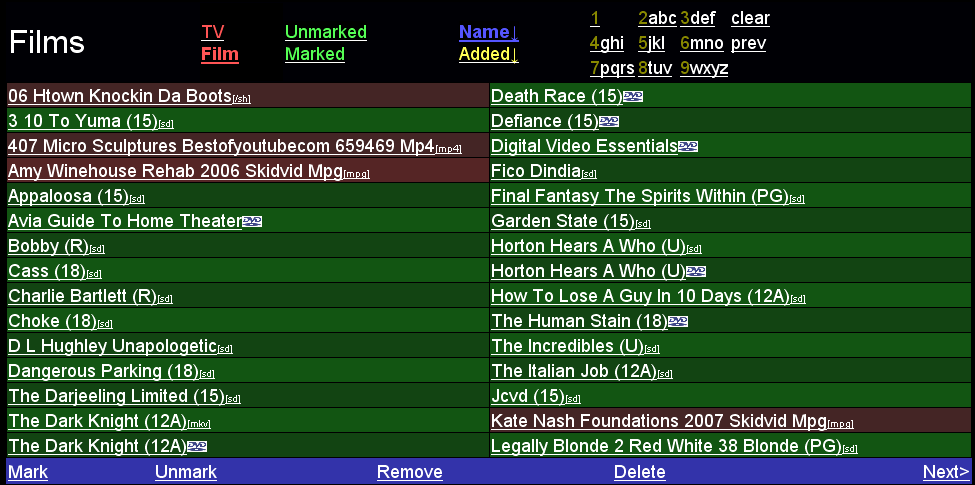 Films
TV Unmarked Name↓ 1 2abc 3def clear
Film Marked Added↓ 4ghi 5jkl 6mno prev
7pqrs 8tuv 9wxyz
06 Htown Knockin Da Boots[/sh]
3 10 To Yuma (15)[sd]
407 Micro Sculptures Bestofyoutubecom 659469 Mp4[mp4]
Amy Winehouse Rehab 2006 Skidvid Mpg[mpg]
Appaloosa (15)[sd]
Avia Guide To Home Theater DVD
Bobby (R)[sd]
Cass (18)[sd]
Charlie Bartlett (R)[sd]
Choke (18)[sd]
D L Hughley Unapologetic[sd]
Dangerous Parking (18)[sd]
The Darjeeling Limited (15)[sd]
The Dark Knight (12A)[mkv]
The Dark Knight (12A) DVD
Death Race (15) DVD
Defiance (15) DVD
Digital Video Essentials DVD
Fico Dindia[sd]
Final Fantasy The Spirits Within (PG)[sd]
Garden State (15)[sd]
Horton Hears A Who (U)[sd]
Horton Hears A Who (U) DVD
How To Lose A Guy In 10 Days (12A)[sd]
The Human Stain (18) DVD
The Incredibles (U)[sd]
The Italian Job (12A)[sd]
Jcvd (15)[sd]
Kate Nash Foundations 2007 Skidvid Mpg[mpg]
Legally Blonde 2 Red White 38 Blonde (PG)[sd]
Mark Unmark Remove Delete Next>